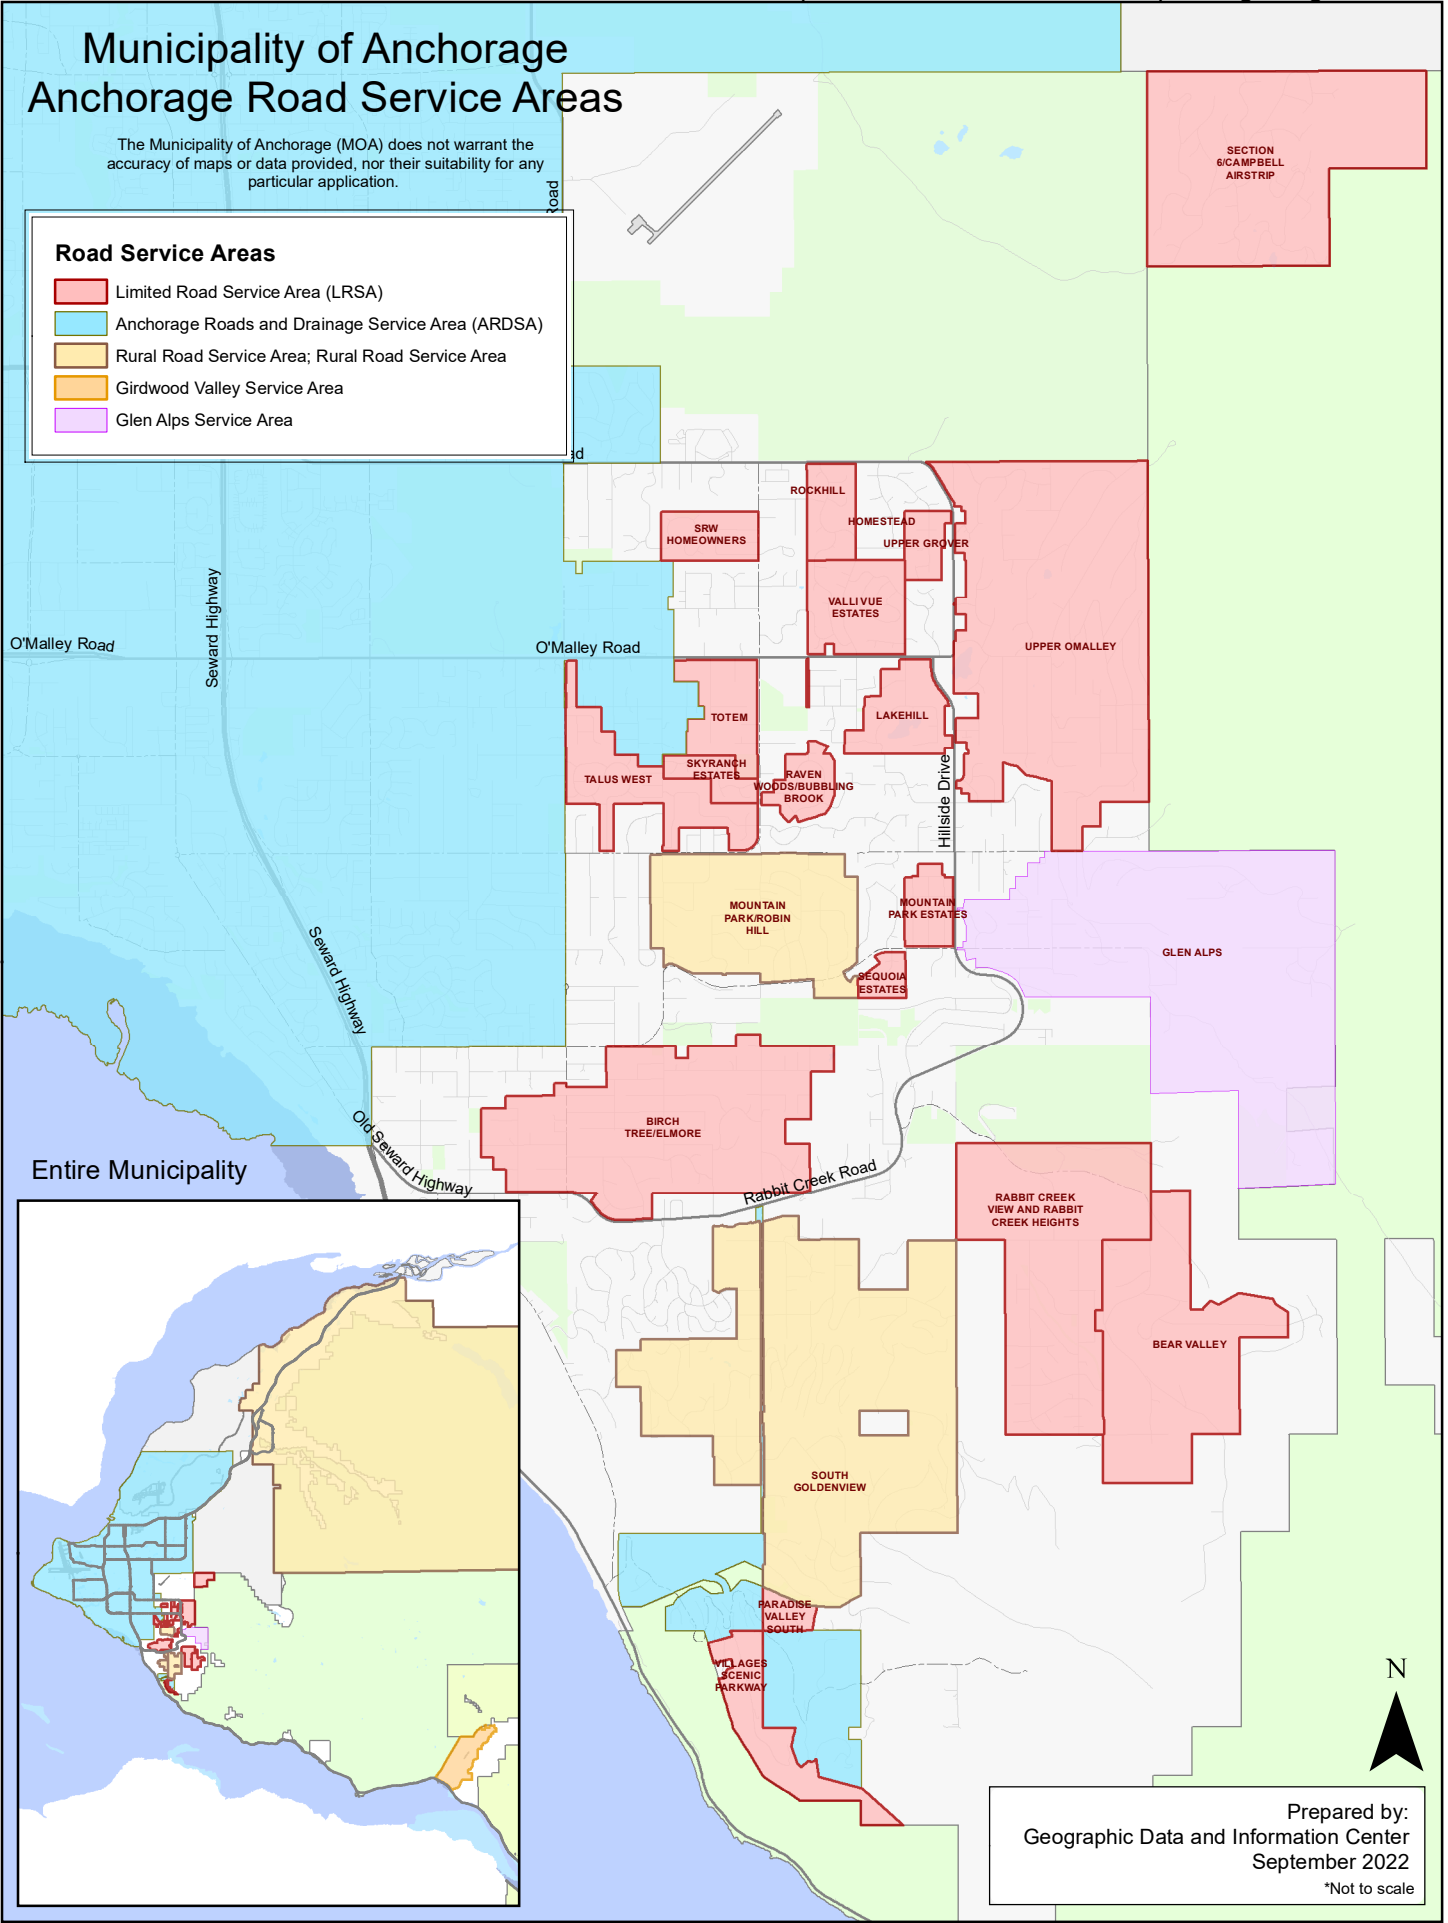 Municipality of Anchorage
Anchorage Road Service Areas
The Municipality of Anchorage (MOA) does not warrant the
accuracy of maps or data provided, nor their suitability for any
particular application.
Road
Road Service Areas
Limited Road Service Area (LRSA)
Anchorage Roads and Drainage Service Area (ARDSA)
Rural Road Service Area; Rural Road Service Area
Girdwood Valley Service Area
Glen Alps Service Area
SECTION
6/CAMPBELL
AIRSTRIP
ad
ROCKHILL
HOMESTEAD
SRW
HOMEOWNERS
UPPER GROVER
VALLI VUE
ESTATES
Seward Highway
O'Malley Road
O'Malley Road
UPPER OMALLEY
TOTEM
LAKEHILL
SKYRANCH
ESTATES
TALUS WEST
RAVEN
WOODS/BUBBLING
BROOK
Hillside Drive
MOUNTAIN
PARK/ROBIN
HILL
MOUNTAIN
PARK ESTATES
GLEN ALPS
SEQUOIA
ESTATES
Seward Highway
BIRCH
TREE/ELMORE
Old Seward Highway
Rabbit Creek Road
RABBIT CREEK
VIEW AND RABBIT
CREEK HEIGHTS
BEAR VALLEY
Entire Municipality
SOUTH
GOLDENVIEW
PARADISE
VALLEY
SOUTH
VILLAGES
SCENIC
PARKWAY
N
Prepared by:
Geographic Data and Information Center
September 2022
*Not to scale